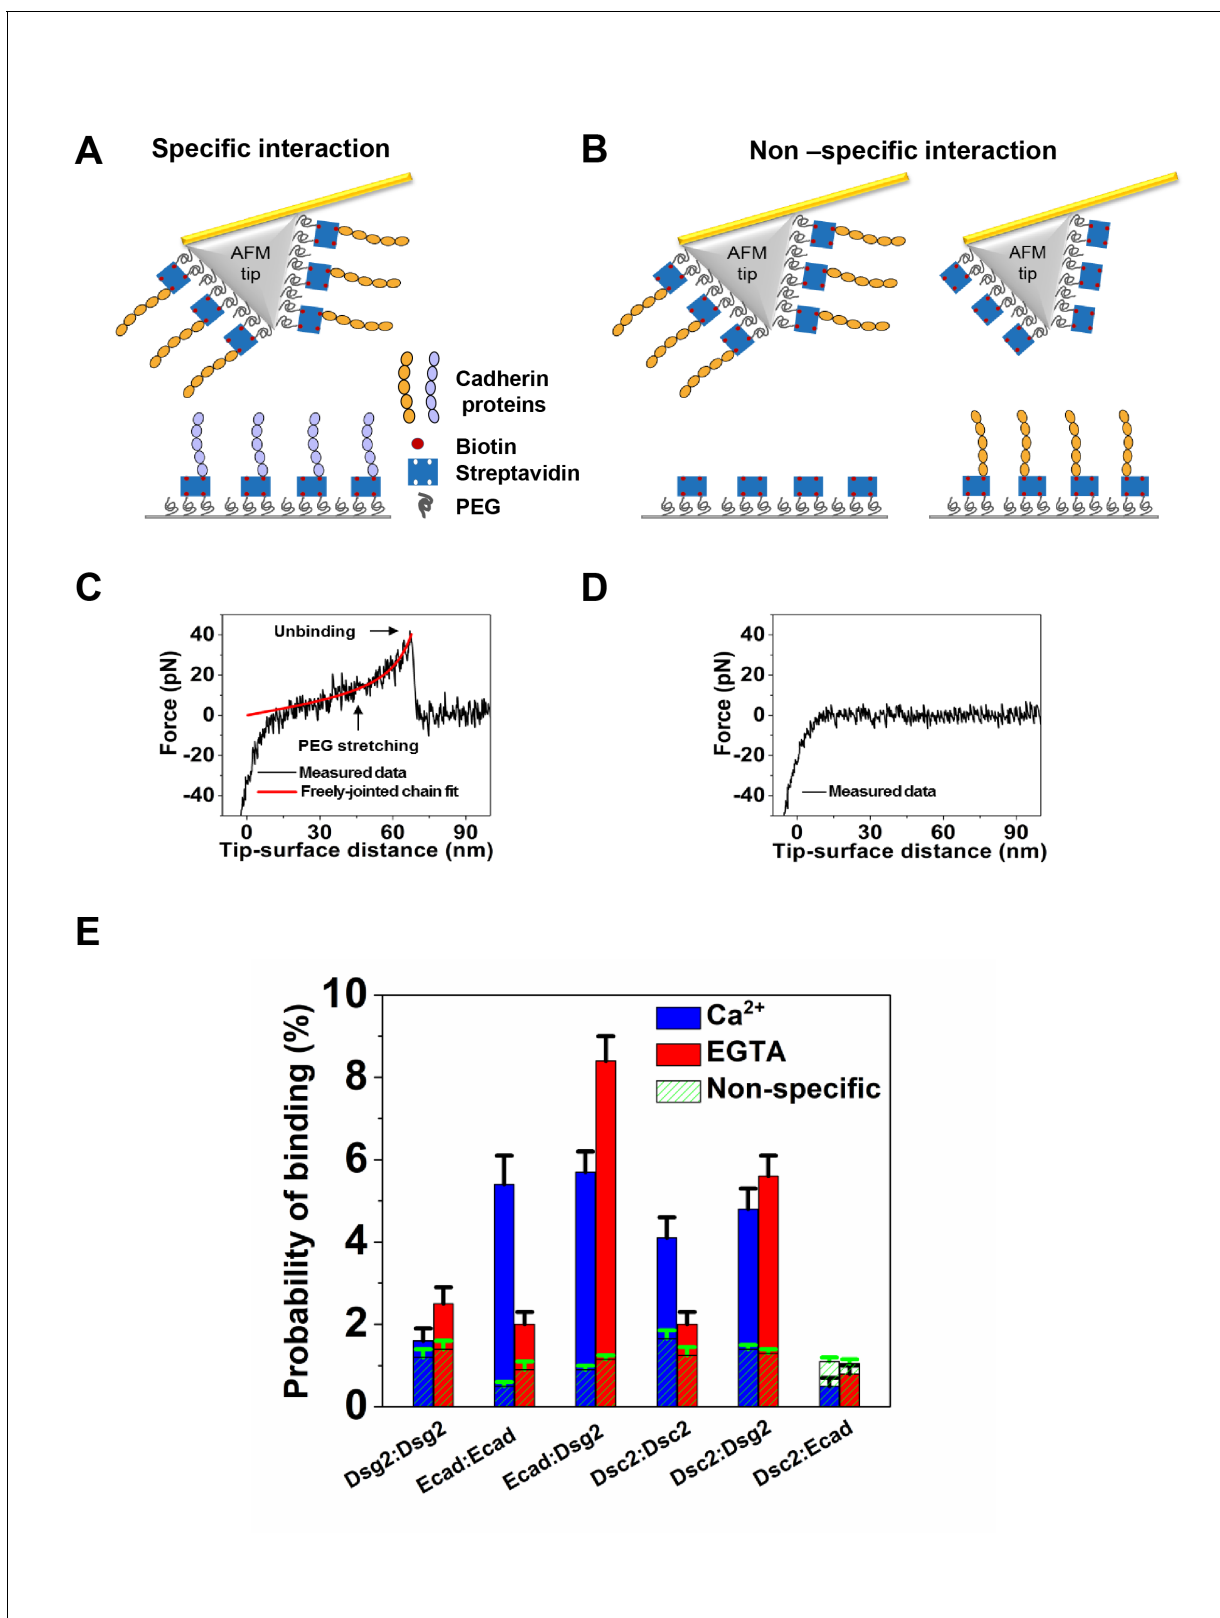 A
Specific interaction
B
Non –specific interaction
AFM
tip
AFM
tip
AFM
tip
Cadherin
proteins
Biotin
Streptavidin
PEG
C
40
20
0
-20
-40
Force (pN)
Unbinding
PEG stretching
Measured data
Freely-jointed chain fit
0 30 60 90
Tip-surface distance (nm)
D
40
20
0
-20
-40
Force (pN)
Measured data
0 30 60 90
Tip-surface distance (nm)
E
10
8
6
4
2
0
Probability of binding (%)
Ca2+
EGTA
Non-specific
Dsg2:Dsg2
Ecad:Ecad
Ecad:Dsg2
Dsc2:Dsc2
Dsc2:Dsg2
Dsc2:Ecad